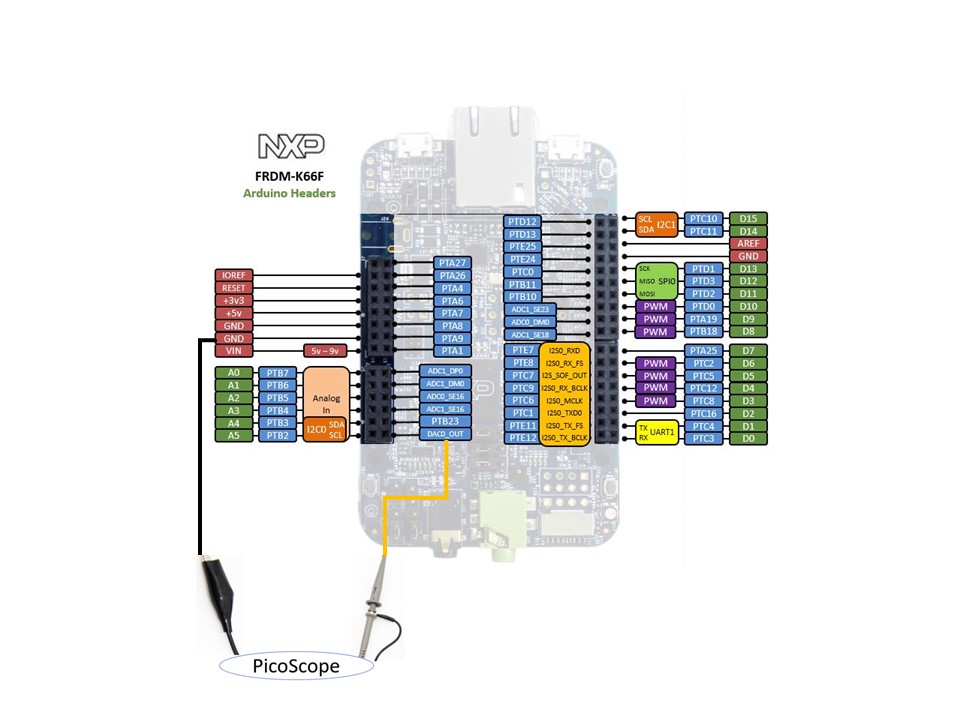 NXP
FRDM-K66F
Arduino Headers
J24
IOREF
RESET
+3v3
+5v
GND
GND
VIN
5v – 9v
PTA27
PTA26
PTA4
PTA6
PTA7
PTA8
PTA9
PTA1
A0 PTB7
A1 PTB6
A2 PTB5
A3 PTB4
A4 PTB3
A5 PTB2
Analog
In
I2C0 SDA
SCL
ADC1_DP0
ADC1_DM0
ADC0_SE16
ADC1_SE16
PTB23
DAC0_OUT
PTD12
PTD13
PTE25
PTE24
PTC0
PTB11
PTB10
ADC1_SE23
ADC0_DM0
ADC1_SE18
PTE7 I2S0_RXD
PTE8 I2S0_RX_FS
PTC7 I2S_SOF_OUT
PTC9 I2S0_RX_BCLK
PTC6 I2S0_MCLK
PTC1 I2S0_TXD0
PTE11 I2S0_TX_FS
PTE12 I2S0_TX_BCLK
SCL I2C1 PTC10 D15
SDA PTC11 D14
AREF
GND
SCK PTD1 D13
MISO SPI0 PTD3 D12
MOSI PTD2 D11
PWM PTD0 D10
PWM PTA19 D9
PWM PTB18 D8
PTA25 D7
PWM PTC2 D6
PWM PTC5 D5
PWM PTC12 D4
PWM PTC8 D3
PTC16 D2
TX UART1 PTC4 D1
RX PTC3 D0
PicoScope